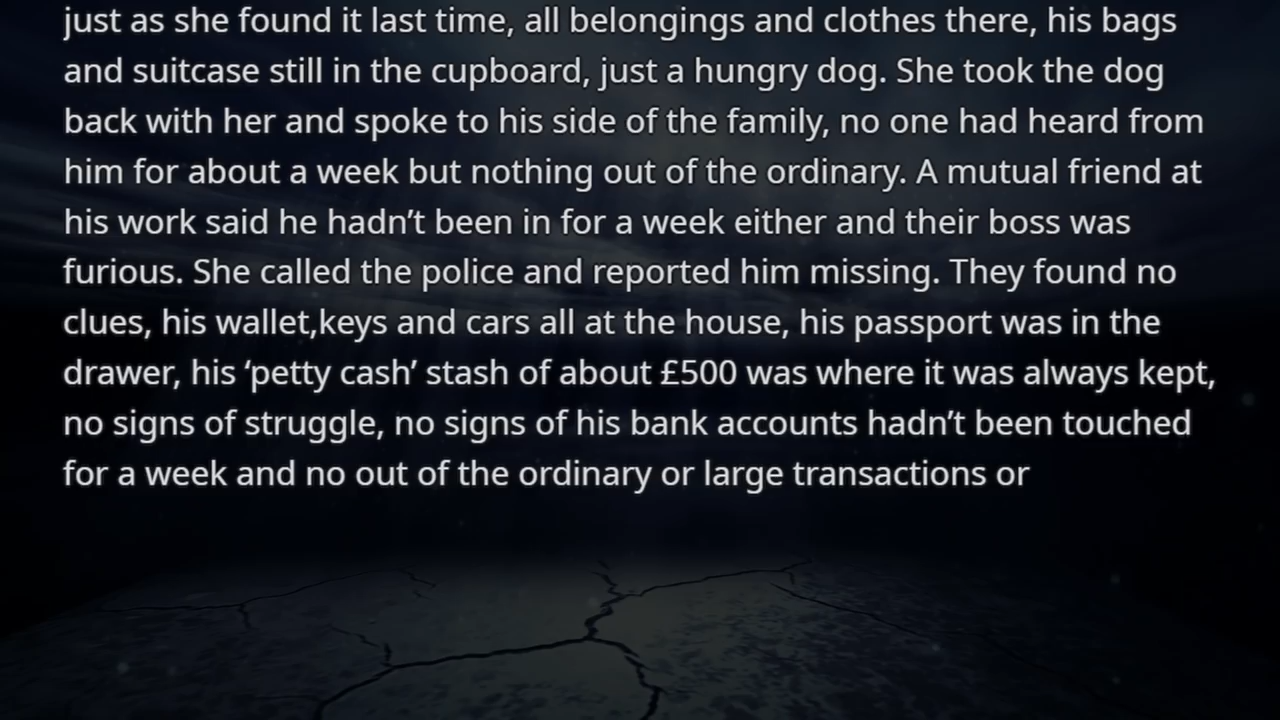 just as she found it last time, all belongings and clothes there, his bags
and suitcase still in the cupboard, just a hungry dog. She took the dog
back with her and spoke to his side of the family, no one had heard from
him for about a week but nothing out of the ordinary. A mutual friend at
his work said he hadn’t been in for a week either and their boss was
furious. She called the police and reported him missing. They found no
clues, his wallet,keys and cars all at the house, his passport was in the
drawer, his ‘petty cash’ stash of about £500 was where it was always kept,
no signs of struggle, no signs of his bank accounts hadn’t been touched
for a week and no out of the ordinary or large transactions or